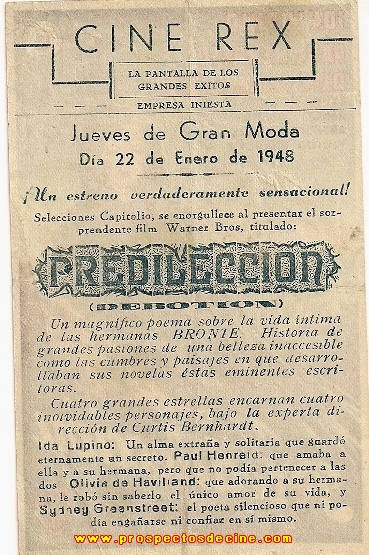 CINE REX
LA PANTALLA DE LOS
GRANDES EXITOS
EMPRESA INIESTA
Jueves de Gran Moda
Día 22 de Enero de 1948
¡Un estreno verdaderamente sensacional!
Selecciones Capitolio, se enorgullece al presentar el sor-
prendente film Warner Bros, titulado:
PREDILECCION
(DEBOTION)
Un magnífico poema sobre la vida íntima
de las hermanas BRONTE. Historia de
grandes pasiones de una belleza inaccesible
como las cumbres y paisajes en que desarro-
llaban sus novelas éstas eminentes escri-
toras.
Cuatro grandes estrellas encarnan cuatro
inolvidables personajes, bajo la experta di-
rección de Curtis Bernhardt.
Ida Lupino: Un alma extraña y solitaria que guardó
eternamente un secreto. Paul Henreid: que amaba a
ella y a su hermana, pero que no podía pertenecer a las
dos Olivia de Havilland: que adorando a su herma-
na, le robó sin saberlo el único amor de su vida, y
Sydney Greenstreet: el poeta silencioso que ni po-
día engañarse ni confiar en sí mismo.
www.prospectosdecine.com